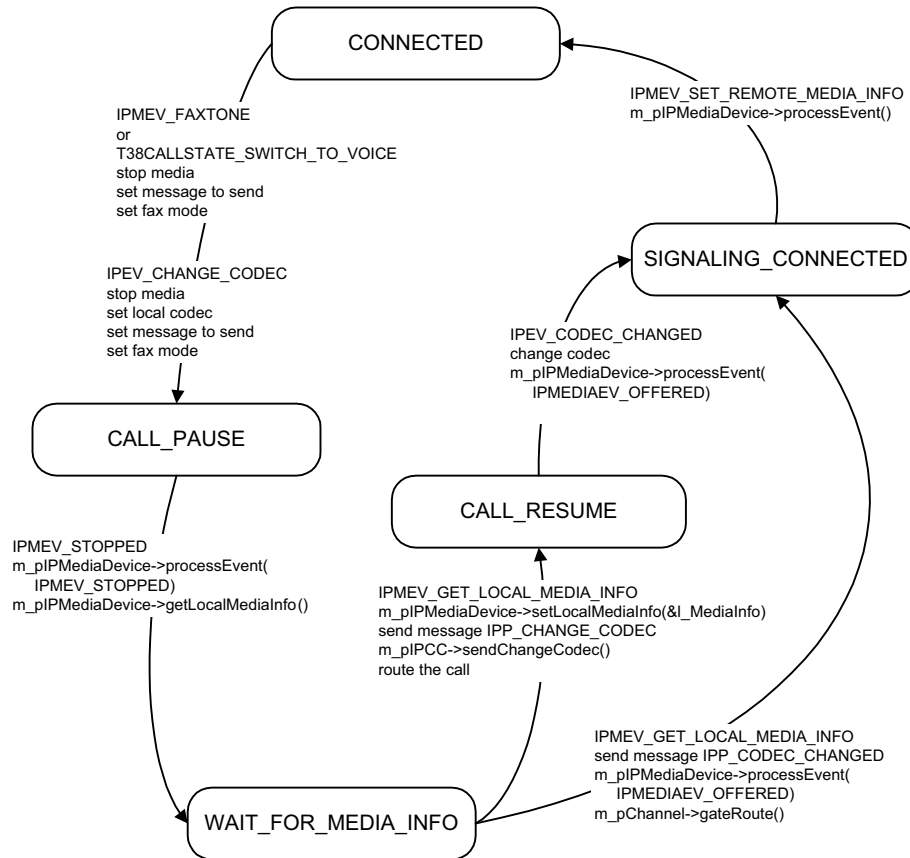 CONNECTED
IPMEV_FAXTONE
or
T38CALLSTATE_SWITCH_TO_VOICE
stop media
set message to send
set fax mode
IPMEV_SET_REMOTE_MEDIA_INFO
m_pIPMediaDevice->processEvent()
IPEV_CHANGE_CODEC
stop media
set local codec
set message to send
set fax mode
SIGNALING_CONNECTED
IPEV_CODEC_CHANGED
change codec
m_pIPMediaDevice->processEvent(
IPMEDIAEV_OFFERED)
CALL_PAUSE
CALL_RESUME
IPMEV_STOPPED
m_pIPMediaDevice->processEvent(
IPMEV_STOPPED)
m_pIPMediaDevice->getLocalMediaInfo()
IPMEV_GET_LOCAL_MEDIA_INFO
m_pIPMediaDevice->setLocalMediaInfo(&l_MediaInfo)
send message IPP_CHANGE_CODEC
m_pIPCC->sendChangeCodec()
route the call
IPMEV_GET_LOCAL_MEDIA_INFO
send message IPP_CODEC_CHANGED
m_pIPMediaDevice->processEvent(
IPMEDIAEV_OFFERED)
m_pChannel->gateRoute()
WAIT_FOR_MEDIA_INFO